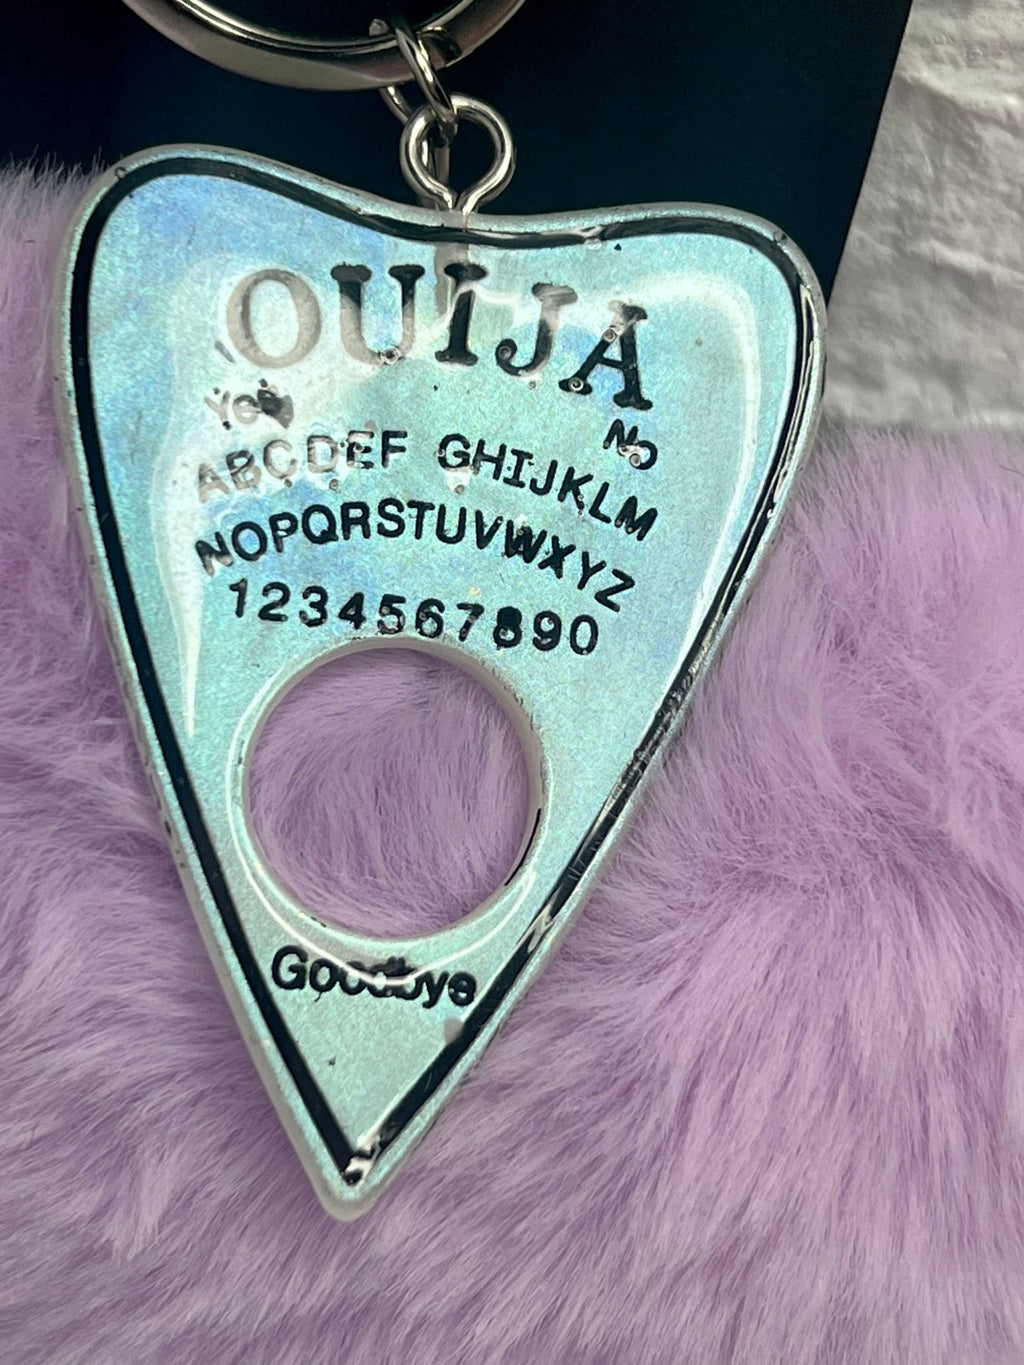 OUIJA
Yes
No
ABCDEF GHIJKLM
NOPQRSTUVWXYZ
1234567890
Goodbye